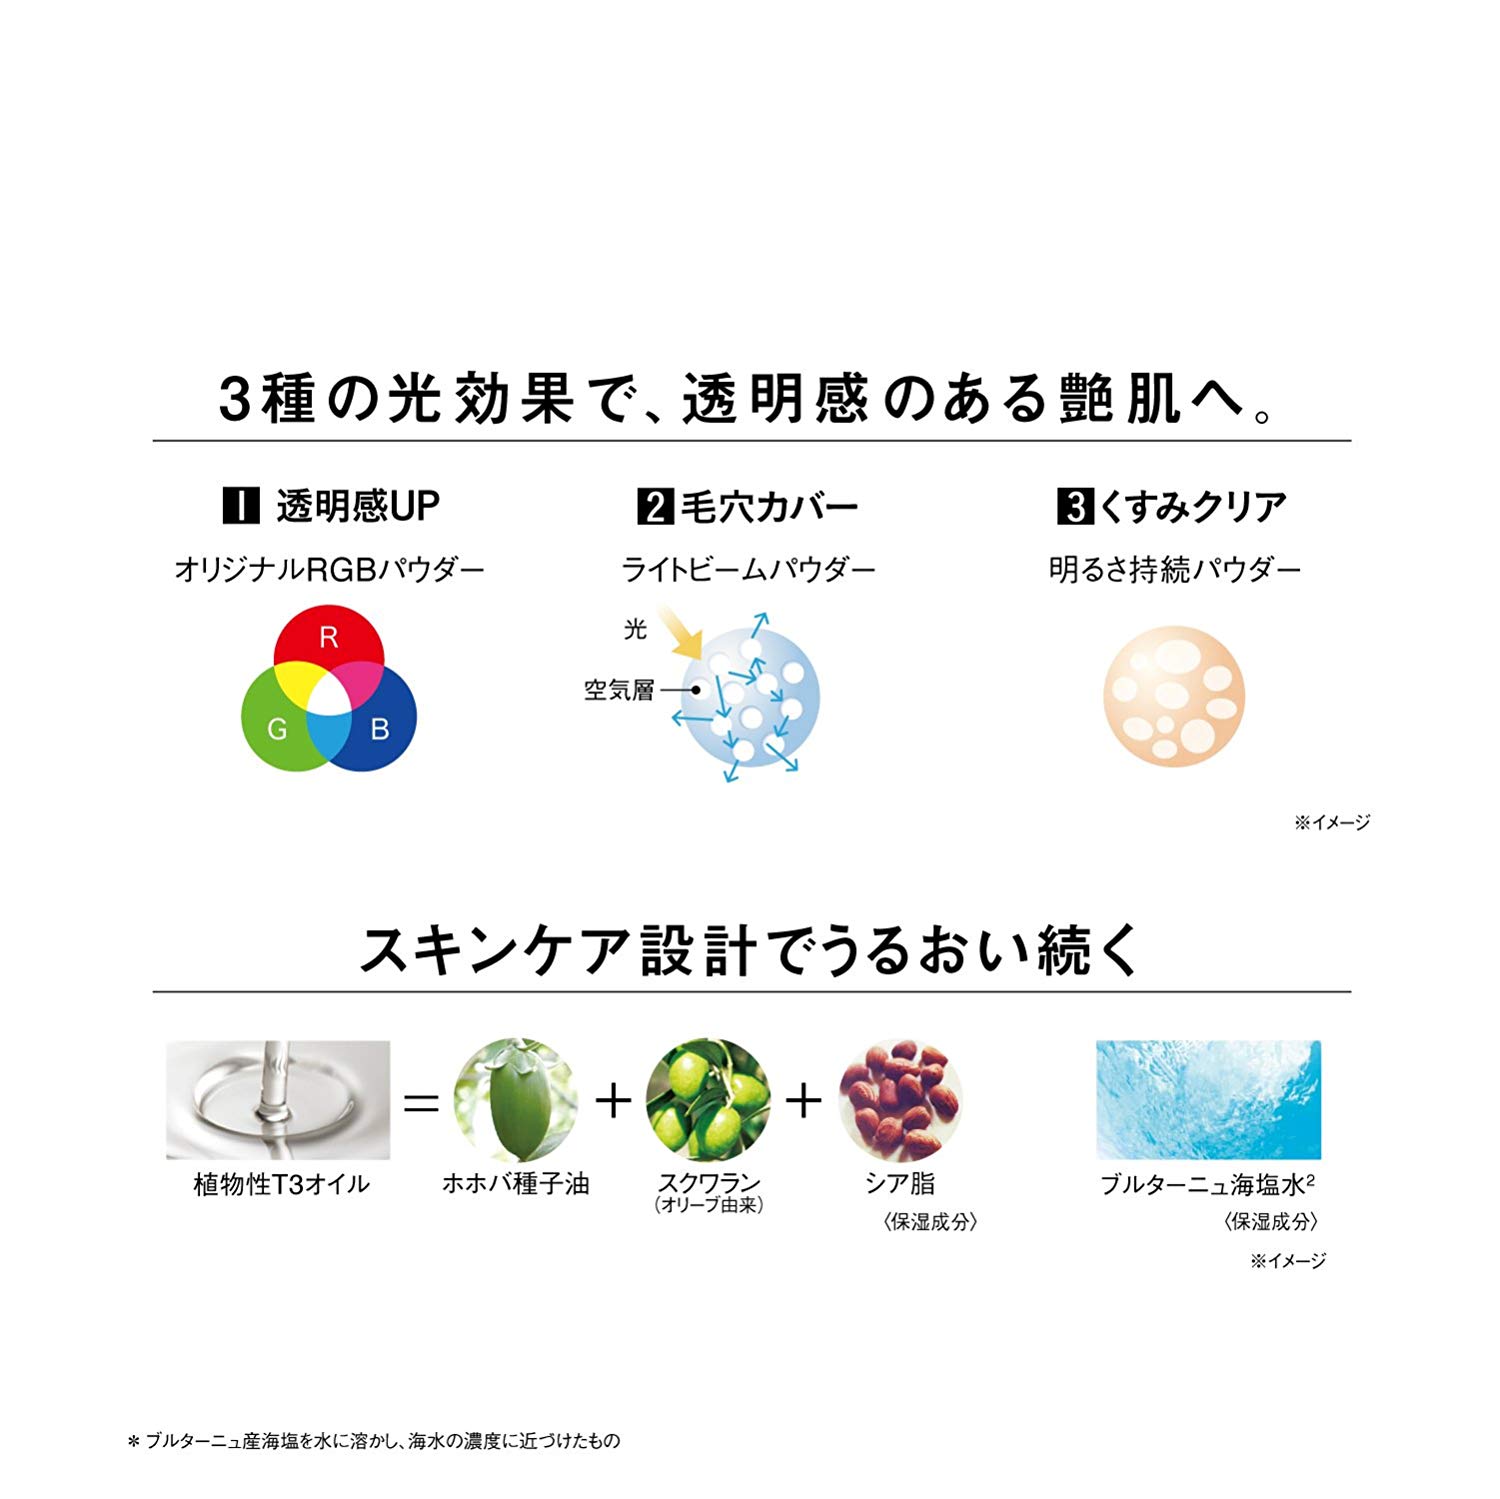 3種の光効果で、透明感のある艶肌へ。
1 透明感UP
オリジナルRGBパウダー
R
G
B
2 毛穴カバー
ライトビームパウダー
光
空気層
3 くすみクリア
明るさ持続パウダー
※イメージ
スキンケア設計でうるおい続く
植物性T3オイル
=
ホホバ種子油
+
スクワラン
(オリーブ由来)
+
シア脂
〈保湿成分〉
ブルターニュ海塩水²
〈保湿成分〉
※イメージ
* ブルターニュ産海塩を水に溶かし、海水の濃度に近づけたもの